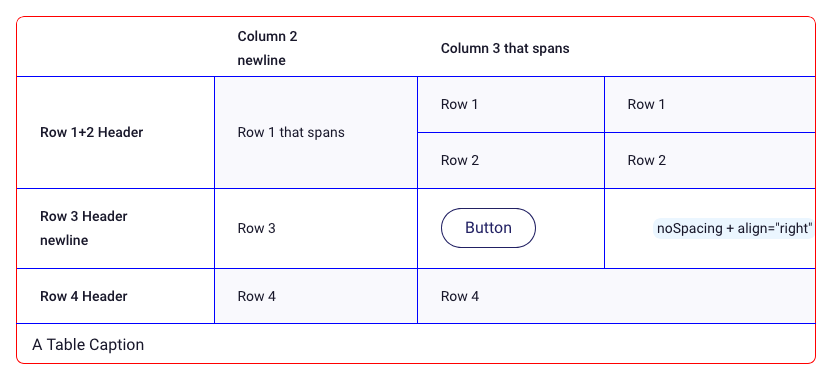 Column 2
newline
Column 3 that spans
Row 1+2 Header
Row 1 that spans
Row 1
Row 1
Row 2
Row 2
Row 3 Header
newline
Row 3
Button
noSpacing + align="right"
Row 4 Header
Row 4
Row 4
A Table Caption